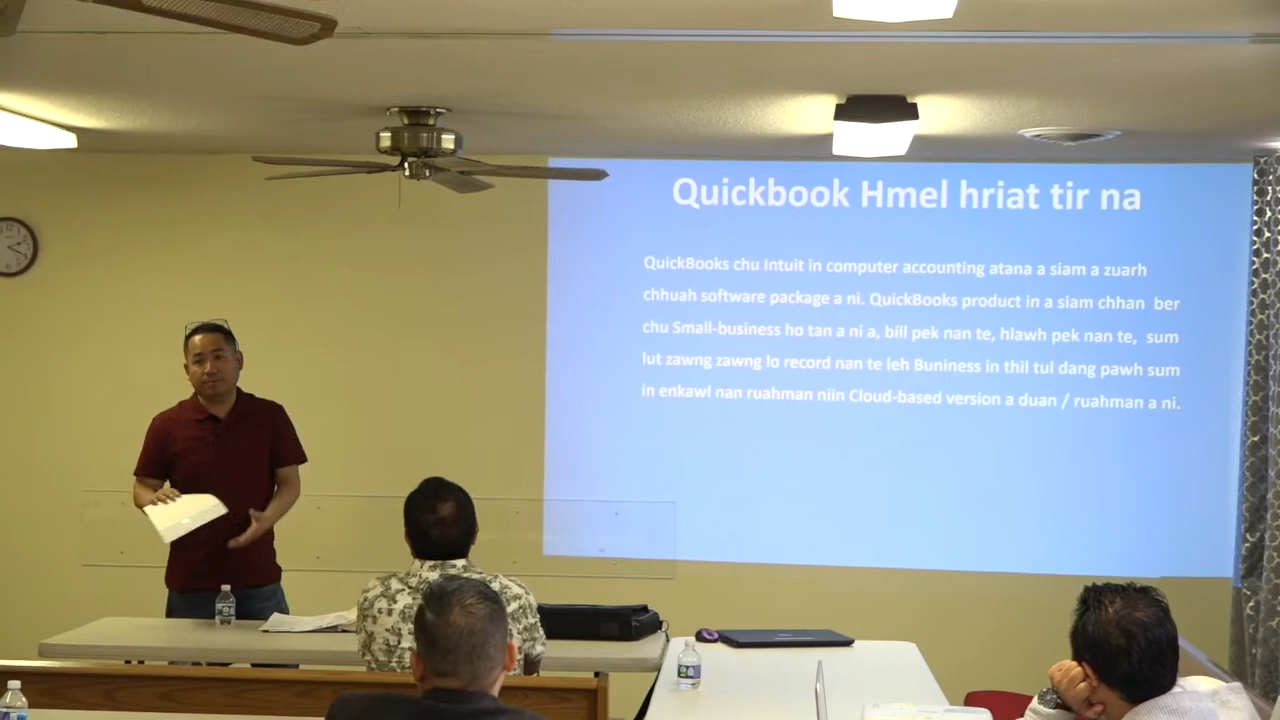 Quickbook Hmel hriat tir na
QuickBooks chu Intuit in computer accounting atana a siam a zuarh
chhuah software package a ni. QuickBooks product in a siam chhan ber
chu Small-business ho tan a ni a, bill pek nan te, hlawh pek nan te, sum
lut zawng zawng lo record nan te leh Buniness in thil tul dang pawh sum
in enkawl nan ruahman niin Cloud-based version a duan / ruahman a ni.